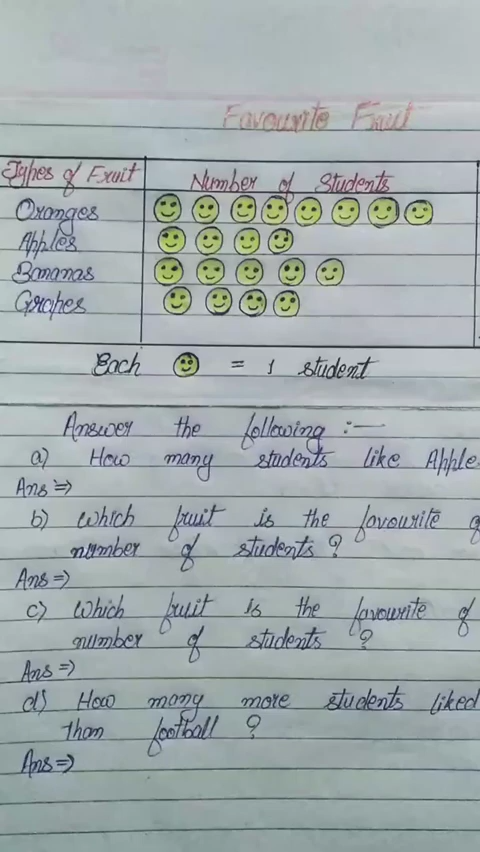 Favourite Fruit
Types of Fruit Number of Students
Oranges
Apples
Bananas
Grapes
Each = 1 student
Answer the following :—
a) How many students like Apple
Ans =>
b) Which fruit is the favourite
number of students ?
Ans =>
c) Which fruit is the favourite of
number of students ?
Ans =>
d) How many more students liked
than football ?
Ans =>